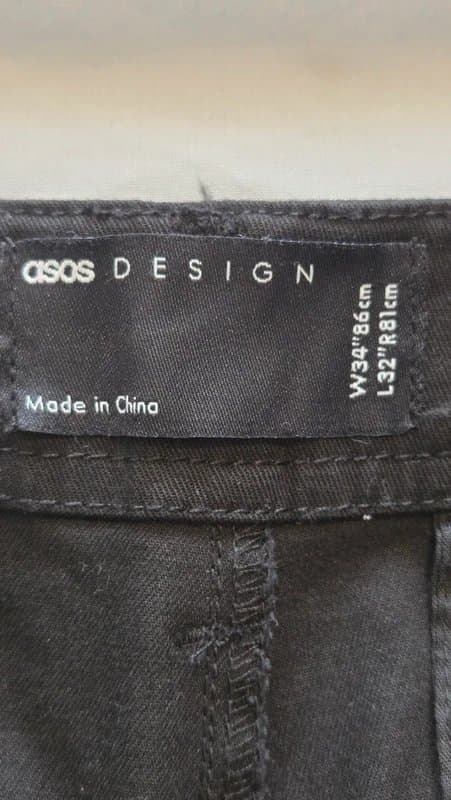 asos DESIGN
Made in China
W34"86cm
L32"R81cm